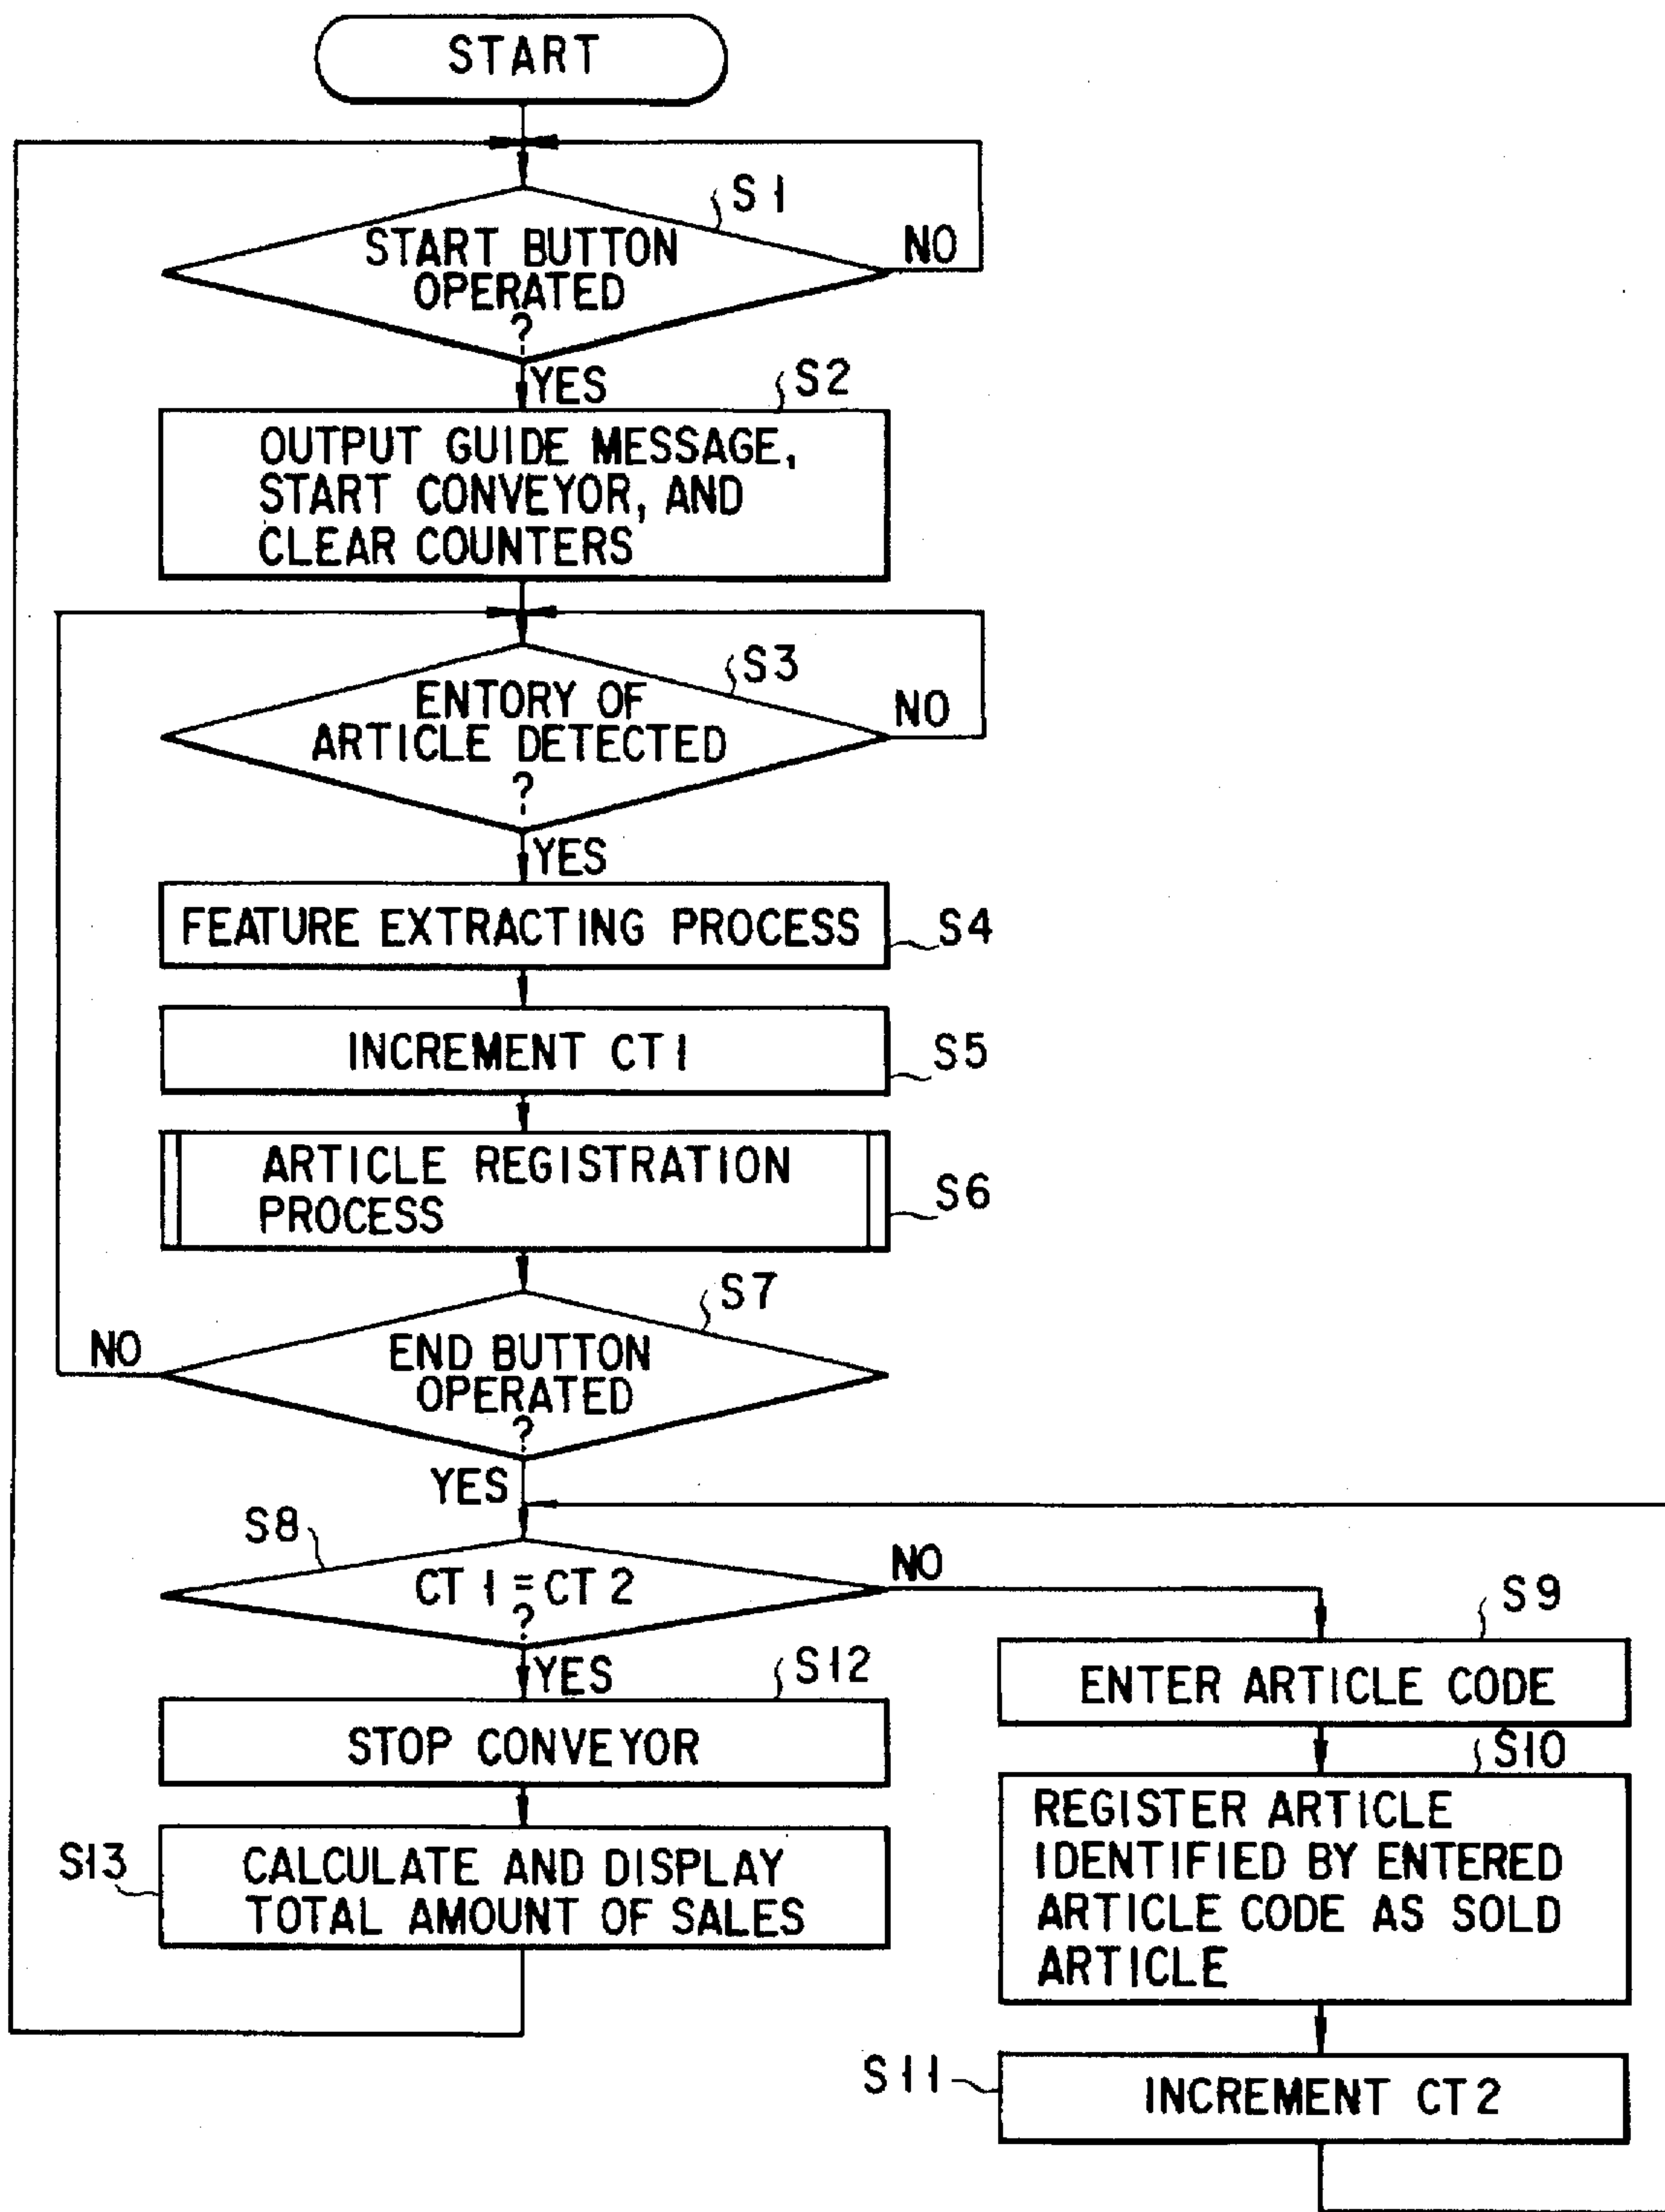 START
S1
START BUTTON
OPERATED
?
NO
YES
S2
OUTPUT GUIDE MESSAGE,
START CONVEYOR, AND
CLEAR COUNTERS
S3
ENTORY OF
ARTICLE DETECTED
?
NO
YES
FEATURE EXTRACTING PROCESS
S4
INCREMENT CT1
S5
ARTICLE REGISTRATION
PROCESS
S6
S7
END BUTTON
OPERATED
?
NO
YES
S8
CT1=CT2
?
NO
YES
S9
ENTER ARTICLE CODE
S10
REGISTER ARTICLE
IDENTIFIED BY ENTERED
ARTICLE CODE AS SOLD
ARTICLE
S11
INCREMENT CT2
S12
STOP CONVEYOR
S13
CALCULATE AND DISPLAY
TOTAL AMOUNT OF SALES